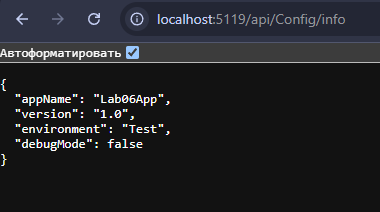 localhost:5119/api/Config/info
Автоформатировать
{
  "appName": "Lab06App",
  "version": "1.0",
  "environment": "Test",
  "debugMode": false
}